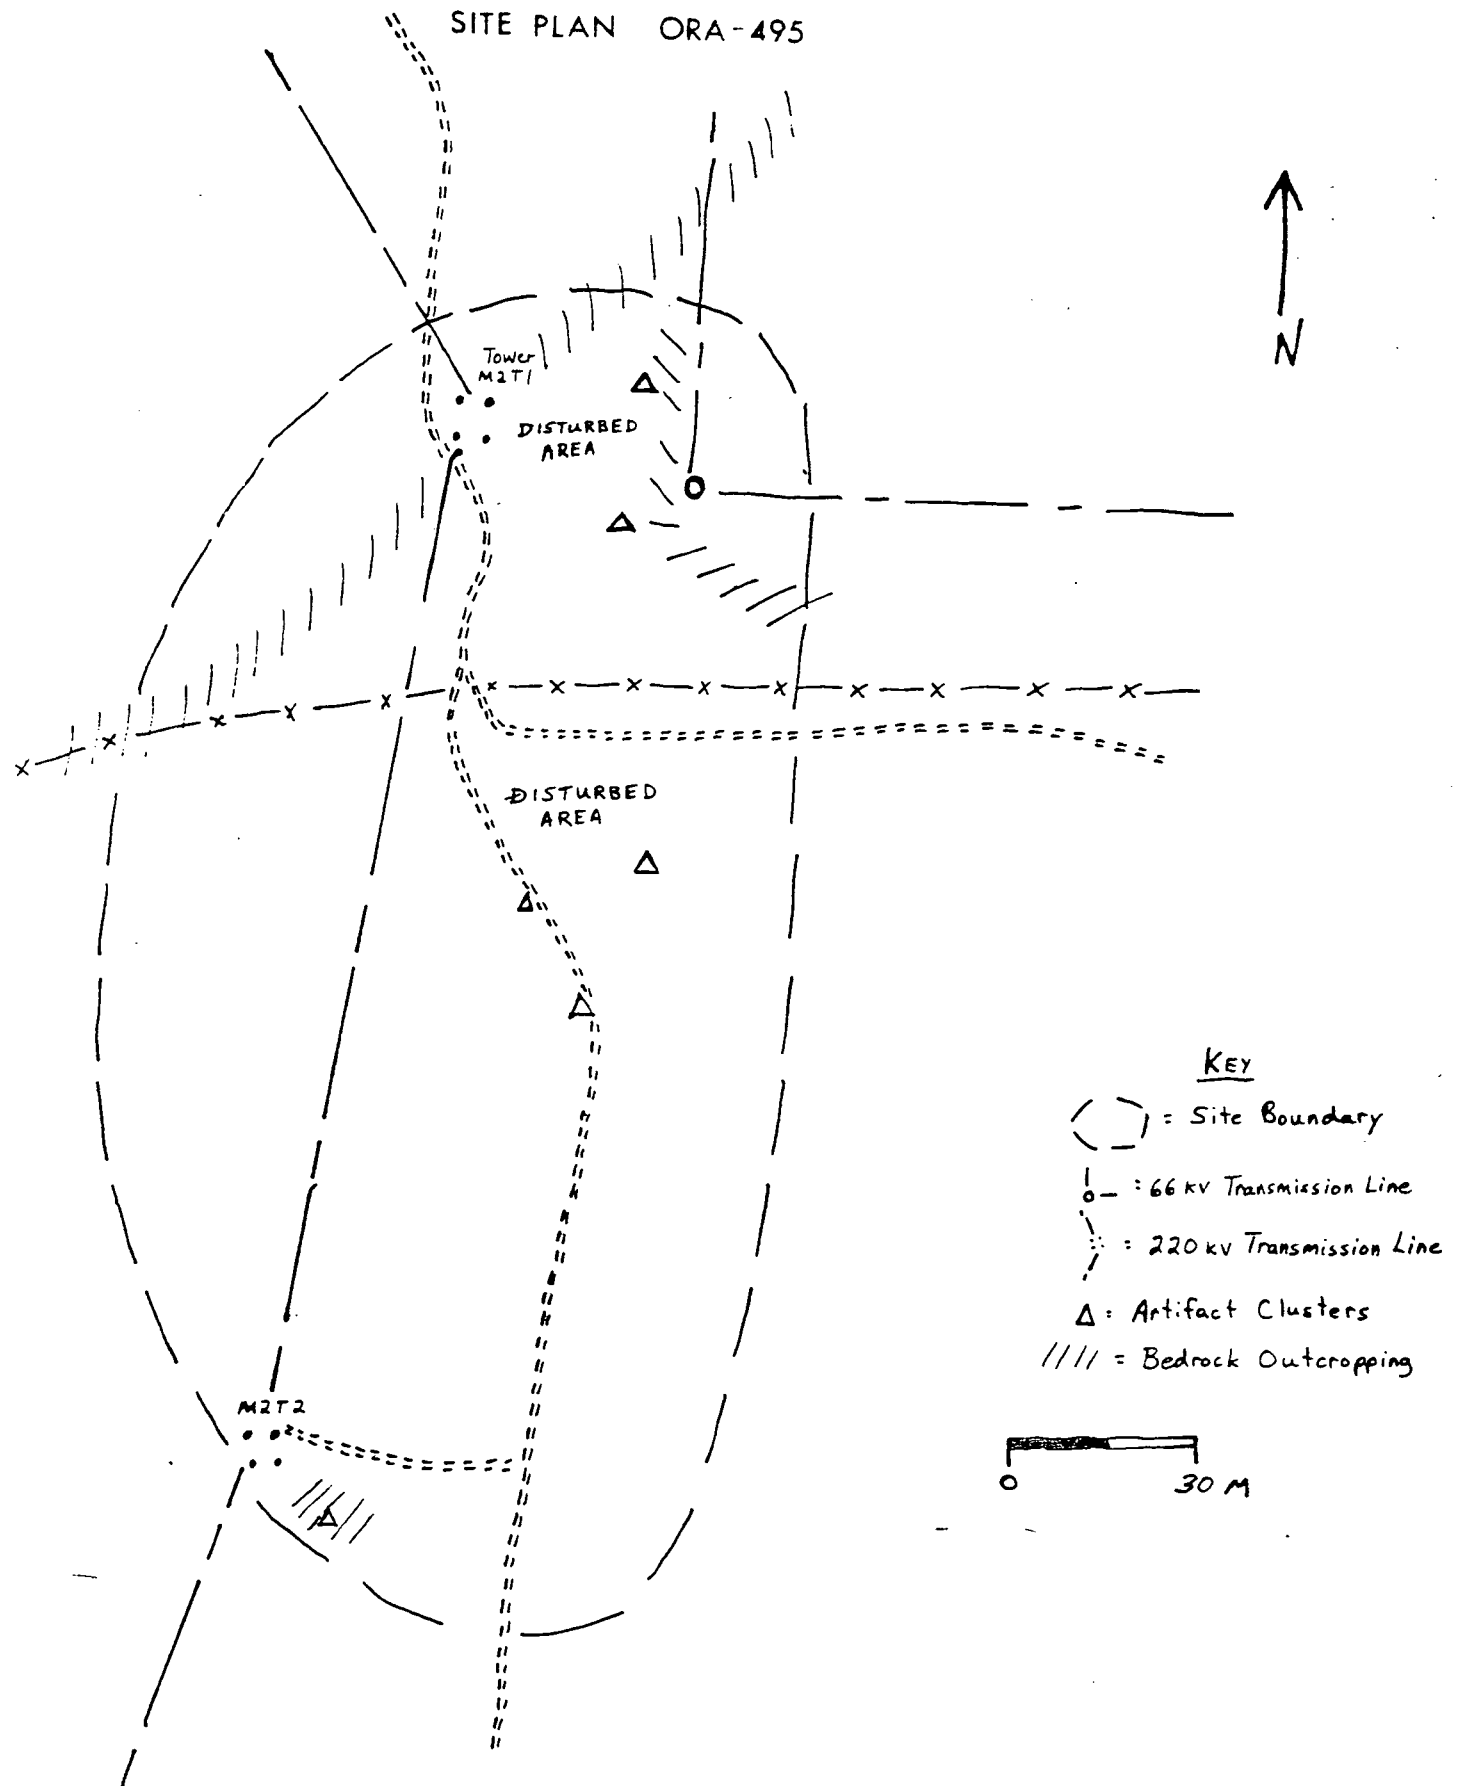 SITE PLAN ORA-495
N
Tower
M2T1
DISTURBED
AREA
DISTURBED
AREA
M2T2
KEY
= Site Boundary
: 66 KV Transmission Line
: 220 KV Transmission Line
: Artifact Clusters
= Bedrock Outcropping
0 30 M